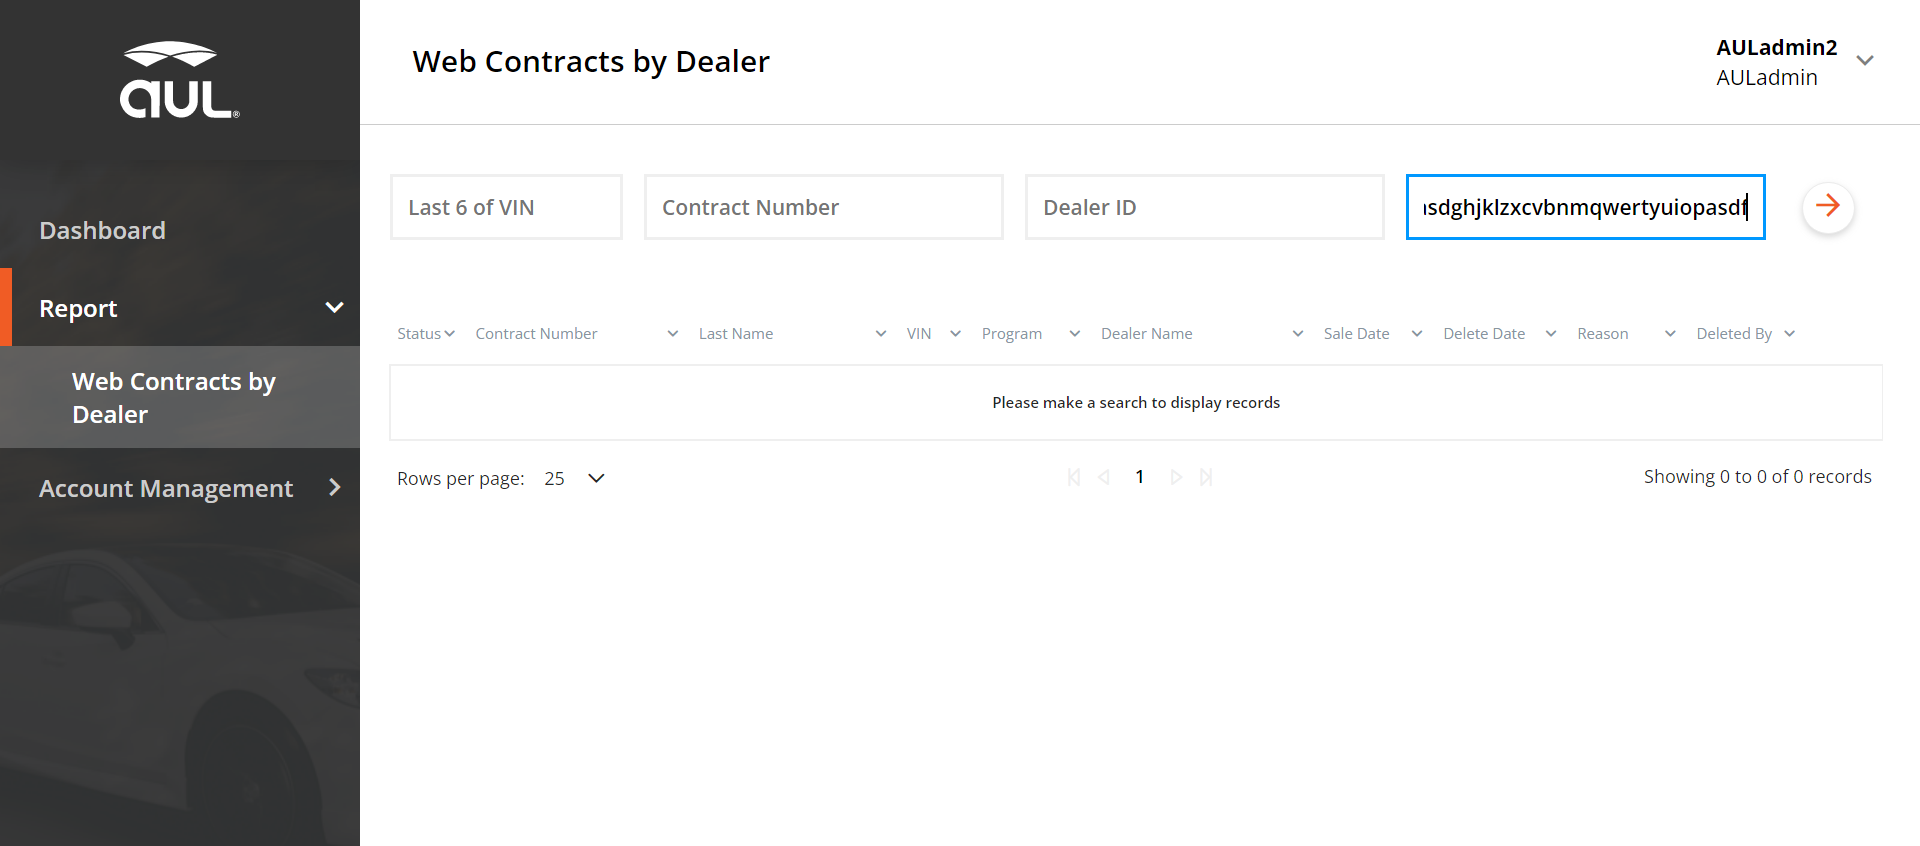 aul®
Web Contracts by Dealer
AULadmin2
AULadmin
Dashboard
Report
Web Contracts by
Dealer
Account Management
Last 6 of VIN
Contract Number
Dealer ID
asdghjklzxcvbnmqwertyuiopasdf
Status
Contract Number
Last Name
VIN
Program
Dealer Name
Sale Date
Delete Date
Reason
Deleted By
Please make a search to display records
Rows per page: 25
1
Showing 0 to 0 of 0 records